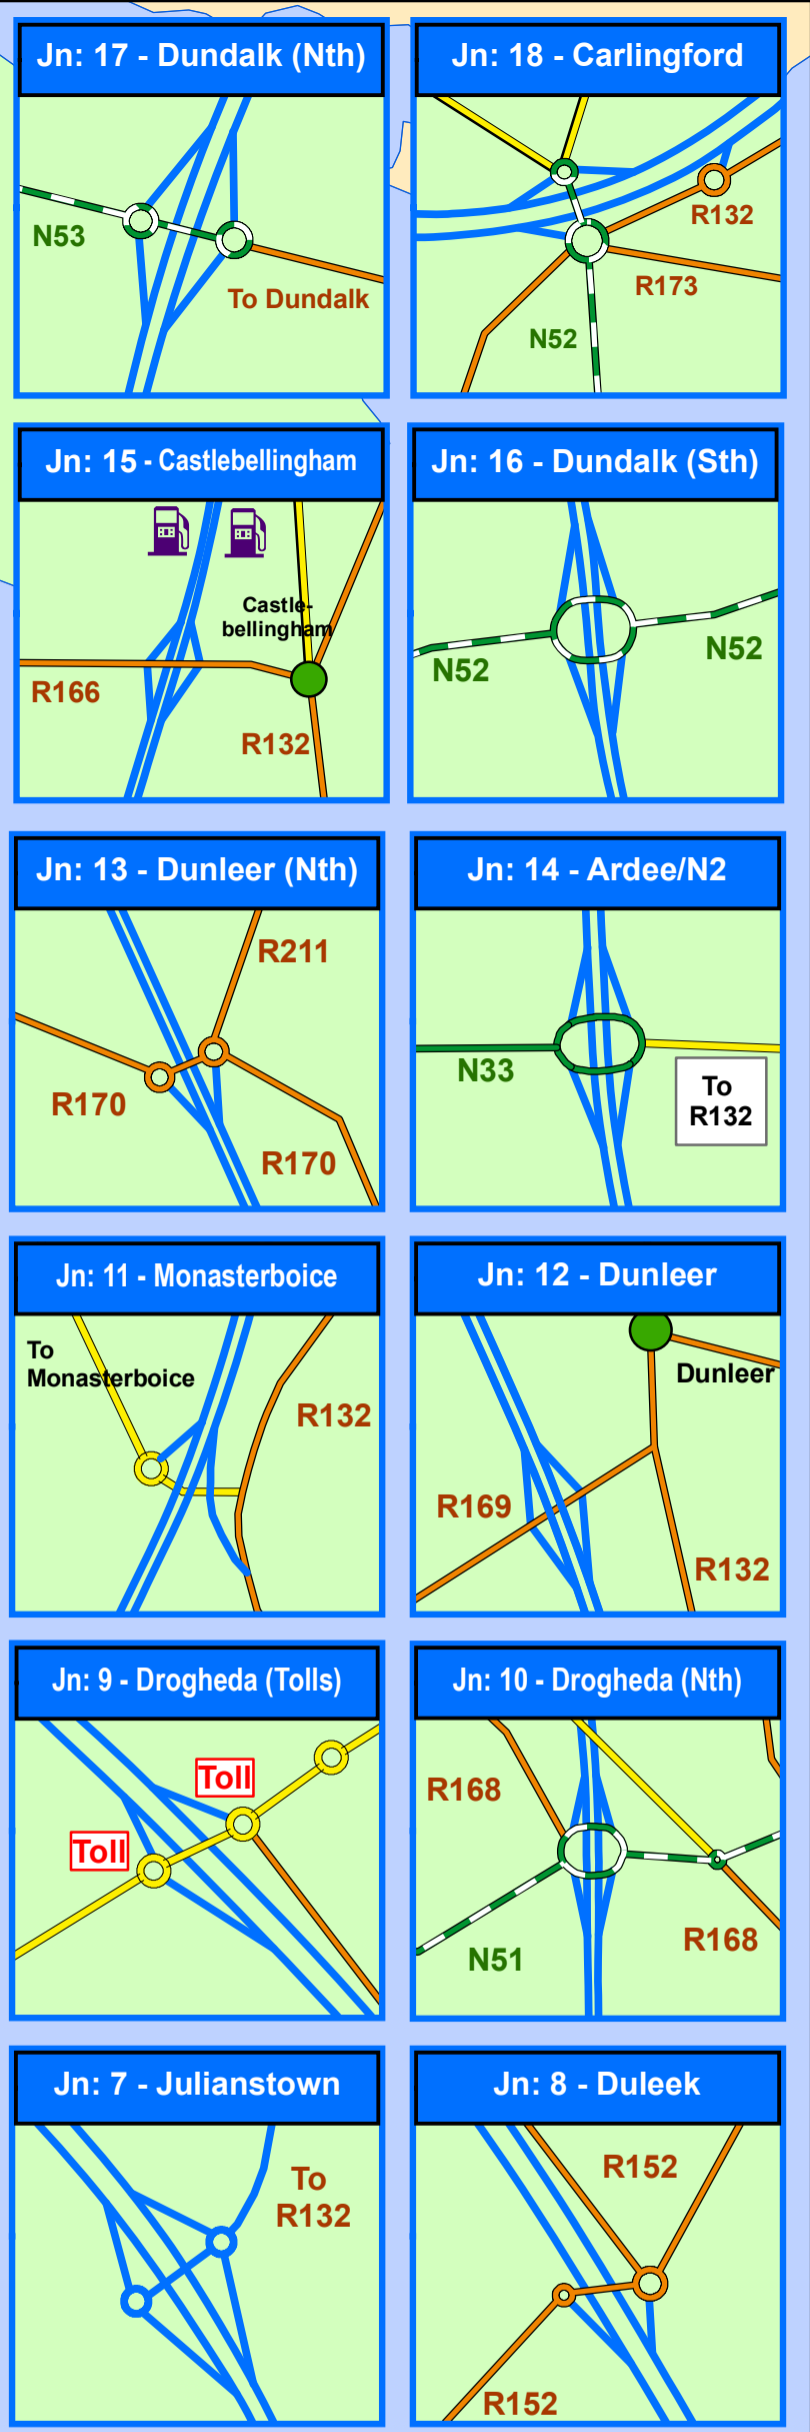 Jn: 17 - Dundalk (Nth)
N53
To Dundalk
Jn: 18 - Carlingford
R132
R173
N52
Jn: 15 - Castlebellingham
Castle-
bellingham
R166
R132
Jn: 16 - Dundalk (Sth)
N52
N52
Jn: 13 - Dunleer (Nth)
R211
R170
R170
Jn: 14 - Ardee/N2
N33
To
R132
Jn: 11 - Monasterboice
To
Monasterboice
R132
Jn: 12 - Dunleer
Dunleer
R169
R132
Jn: 9 - Drogheda (Tolls)
Toll
Toll
Jn: 10 - Drogheda (Nth)
R168
R168
N51
Jn: 7 - Julianstown
To
R132
Jn: 8 - Duleek
R152
R152